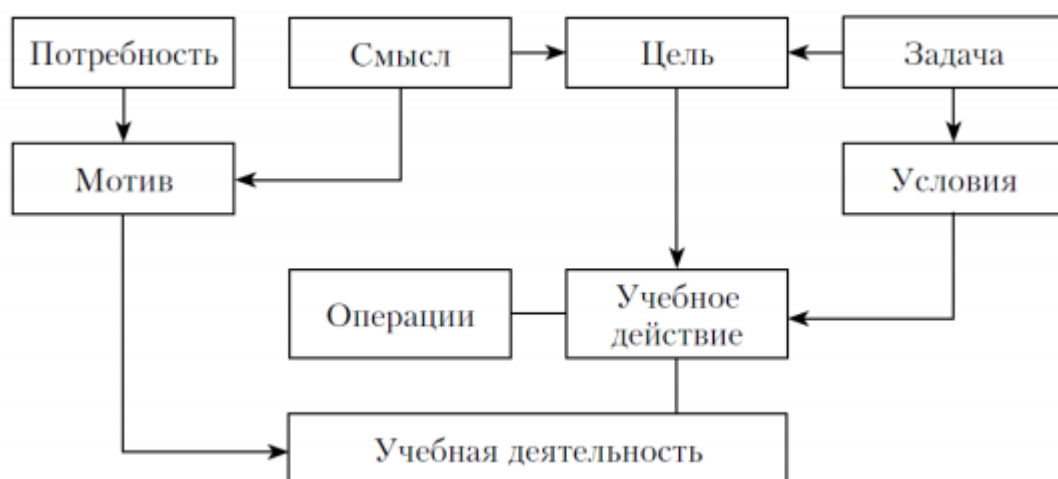 Потребность
Смысл
Цель
Задача
Мотив
Условия
Операции
Учебное
действие
Учебная деятельность